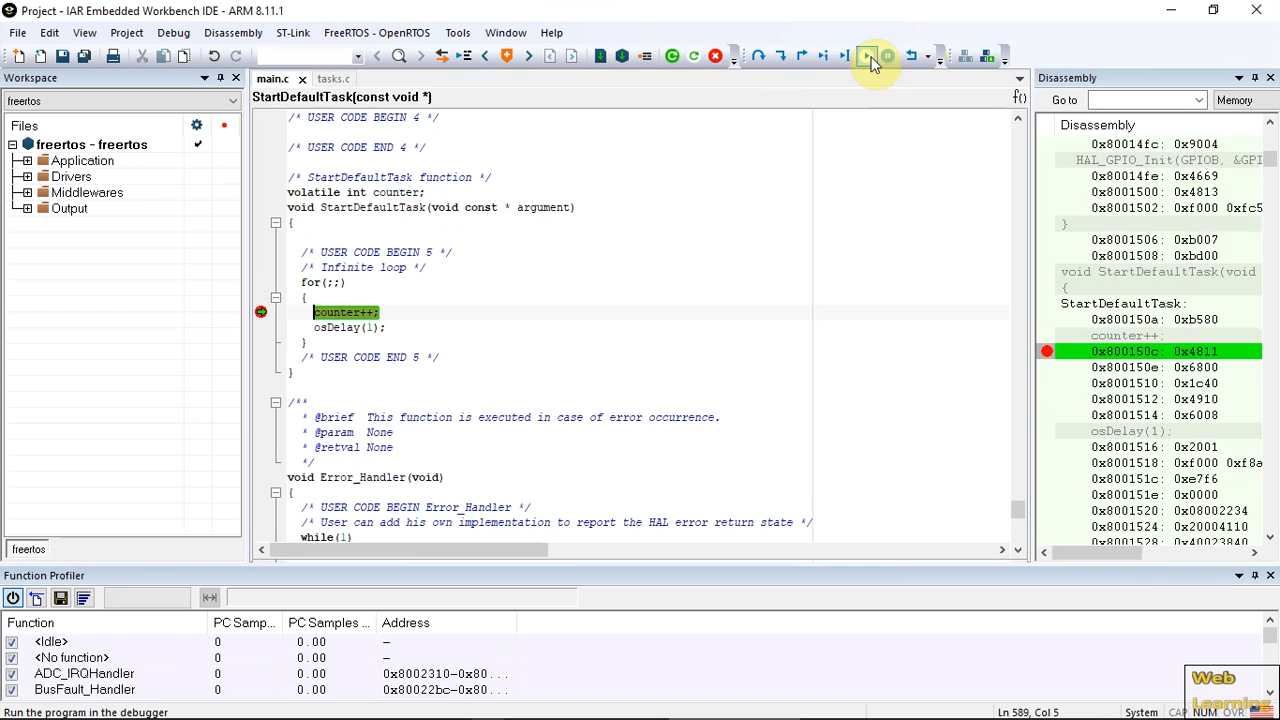 Project - IAR Embedded Workbench IDE - ARM 8.11.1
File Edit View Project Debug Disassembly ST-Link FreeRTOS - OpenRTOS Tools Window Help
Workspace
main.c tasks.c
Disassembly
freertos
StartDefaultTask(const void *)
f()
Go to
Memory
Files
freertos - freertos
Application
Drivers
Middlewares
Output
freertos
/* USER CODE BEGIN 4 */
/* USER CODE END 4 */
/* StartDefaultTask function */
volatile int counter;
void StartDefaultTask(void const * argument)
{
/* USER CODE BEGIN 5 */
/* Infinite loop */
for(;;)
{
counter++;
osDelay(1);
}
/* USER CODE END 5 */
}
/**
* @brief This function is executed in case of error occurrence.
* @param None
* @retval None
*/
void Error_Handler(void)
{
/* USER CODE BEGIN Error_Handler */
/* User can add his own implementation to report the HAL error return state */
while(1)
Disassembly
0x80014fc: 0x9004
HAL_GPIO_Init(GPIOB, &GPI
0x80014fe: 0x4669
0x8001500: 0x4813
0x8001502: 0xf000 0xfc5
}
0x8001506: 0xb007
0x8001508: 0xbd00
void StartDefaultTask(void
{
StartDefaultTask:
0x800150a: 0xb580
counter++;
0x800150c: 0x4811
0x800150e: 0x6800
0x8001510: 0x1c40
0x8001512: 0x4910
0x8001514: 0x6008
osDelay(1);
0x8001516: 0x2001
0x8001518: 0xf000 0xf8a
0x800151c: 0xe7f6
0x800151e: 0x0000
0x8001520: 0x08002234
0x8001524: 0x20004110
0x8001528: 0x40023840
Function Profiler
Function PC Samp... PC Samples ... Address
<Idle> 0 0.00 —
<No function> 0 0.00 —
ADC_IRQHandler 0 0.00 0x8002310-0x80...
BusFault_Handler 0 0.00 0x80022bc-0x80...
Web
Learning
Run the program in the debugger
Ln 589, Col 5 System CAP NUM OVR